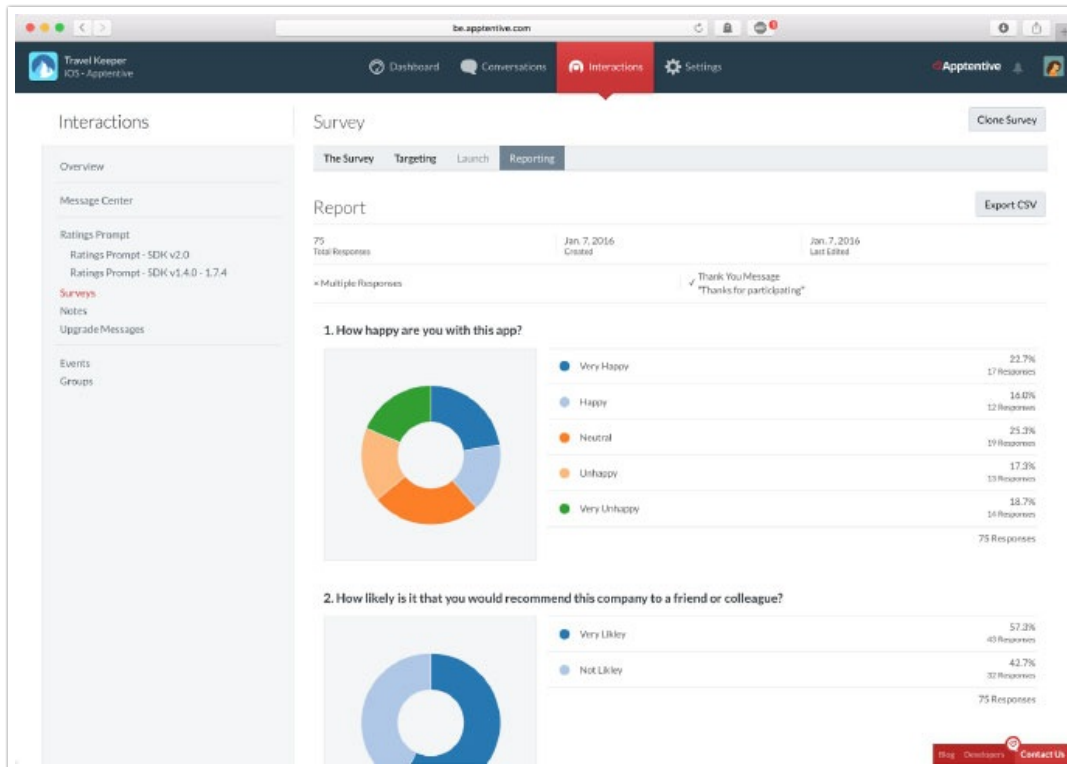 be.apptentive.com
Travel Keeper
iOS - Apptentive
Dashboard
Conversations
Interactions
Settings
Apptentive
Interactions
Overview
Message Center
Ratings Prompt
Ratings Prompt - SDK v2.0
Ratings Prompt - SDK v1.4.0 - 1.7.4
Surveys
Notes
Upgrade Messages
Events
Groups
Survey
Clone Survey
The Survey Targeting Launch Reporting
Report
Export CSV
75
Total Responses
Jan. 7, 2016
Created
Jan. 7, 2016
Last Edited
× Multiple Responses
✓ Thank You Message
"Thanks for participating"
1. How happy are you with this app?
Very Happy 22.7%
17 Responses
Happy 16.0%
12 Responses
Neutral 25.3%
19 Responses
Unhappy 17.3%
13 Responses
Very Unhappy 18.7%
14 Responses
75 Responses
2. How likely is it that you would recommend this company to a friend or colleague?
Very Likley 57.3%
43 Responses
Not Likley 42.7%
32 Responses
75 Responses
Blog Developers Contact Us